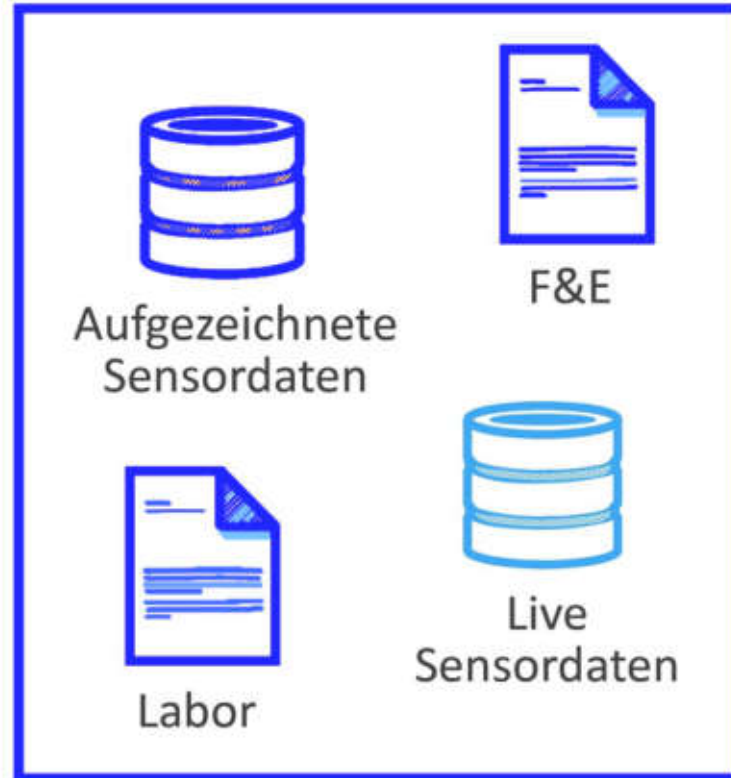 F&E
Aufgezeichnete
Sensordaten
Live
Sensordaten
Labor